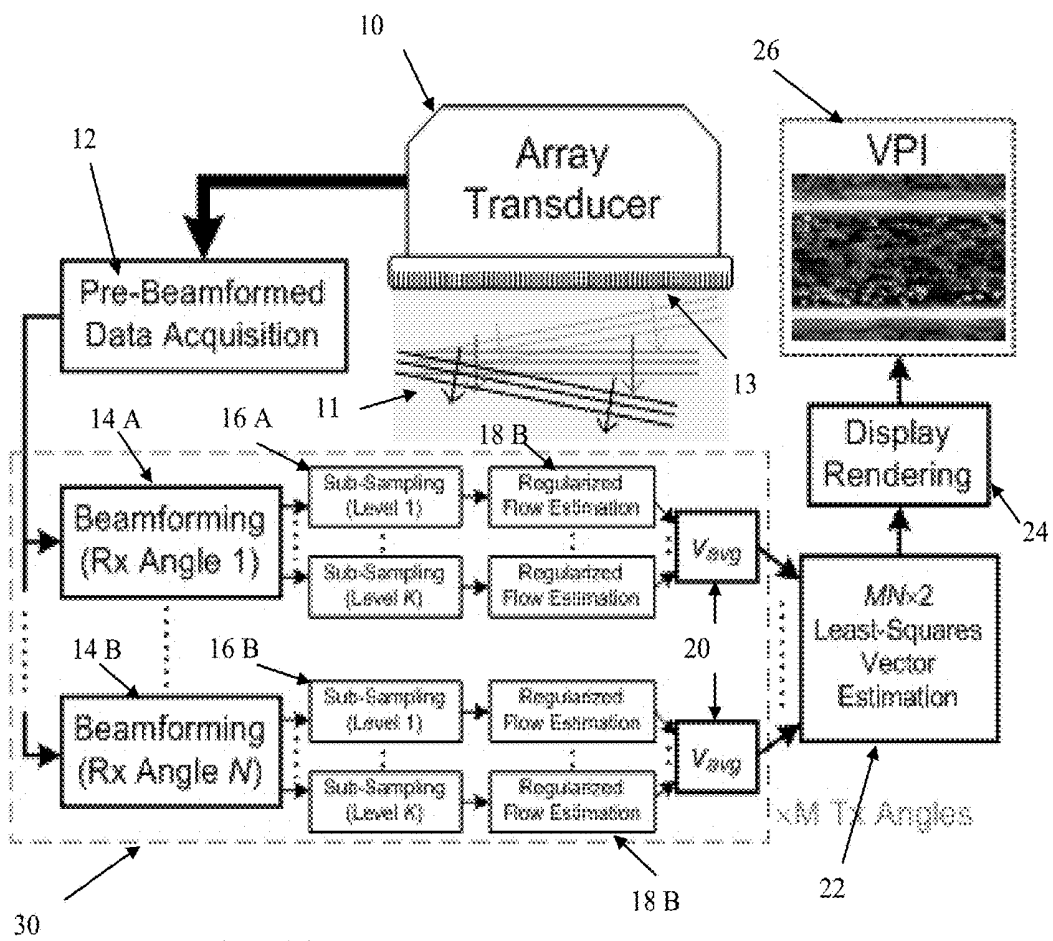 10
26
12
Array
Transducer
VPI
Pre-Beamformed
Data Acquisition
13
11
14 A
16 A
18 B
Display
Rendering
24
Beamforming
(Rx Angle 1)
Sub-Sampling
(Level 1)
Regularized
Flow Estimation
Vavg
Sub-Sampling
(Level K)
Regularized
Flow Estimation
MN×2
Least-Squares
Vector
Estimation
20
14 B
16 B
Beamforming
(Rx Angle N)
Sub-Sampling
(Level 1)
Regularized
Flow Estimation
Vavg
Sub-Sampling
(Level K)
Regularized
Flow Estimation
×M Tx Angles
30
18 B
22